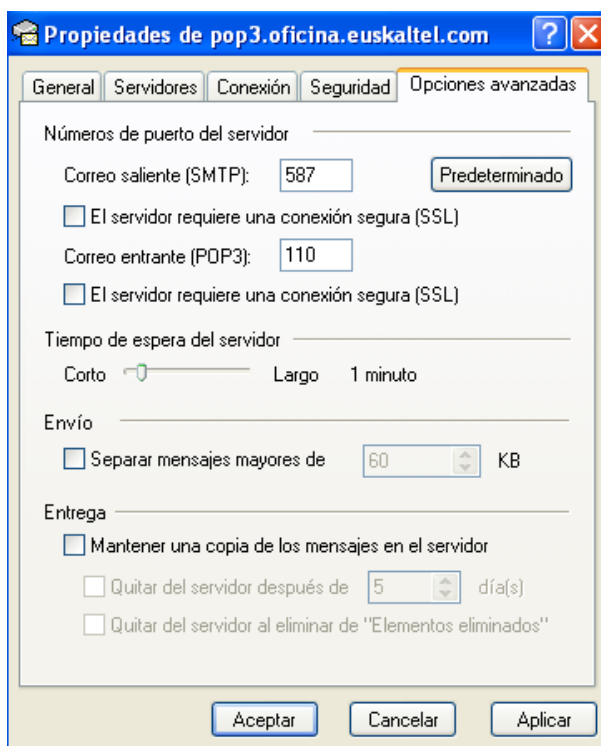 Propiedades de pop3.oficina.euskaltel.com
General Servidores Conexión Seguridad Opciones avanzadas
Números de puerto del servidor
Correo saliente (SMTP): 587 Predeterminado
El servidor requiere una conexión segura (SSL)
Correo entrante (POP3): 110
El servidor requiere una conexión segura (SSL)
Tiempo de espera del servidor
Corto Largo 1 minuto
Envío
Separar mensajes mayores de 60 KB
Entrega
Mantener una copia de los mensajes en el servidor
Quitar del servidor después de 5 día(s)
Quitar del servidor al eliminar de "Elementos eliminados"
Aceptar Cancelar Aplicar